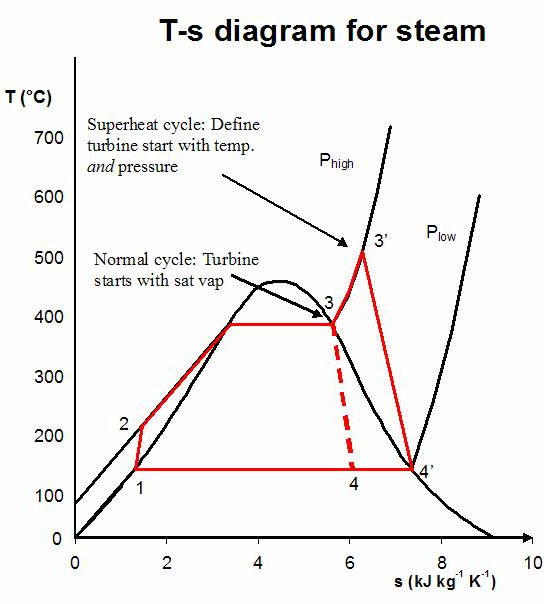 T-s diagram for steam
T (°C)
Superheat cycle: Define
turbine start with temp.
and pressure
Normal cycle: Turbine
starts with sat vap
P high
P low
700
600
500
400
300
200
100
0
3'
3
2
1
4
4'
0
2
4
6
8
10
s (kJ kg⁻¹ K⁻¹)